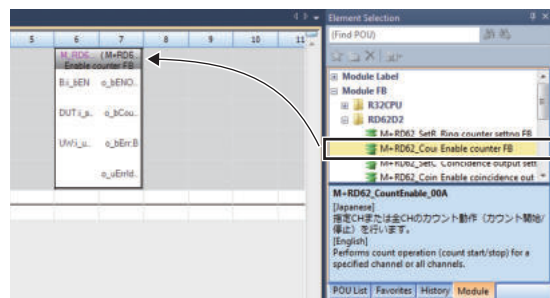 Element Selection
(Find POU)
5 6 7 8 9 10 11
M_RD6.. (M+RD6..
Enable counter FB
B:i_bEN o_bENO..
DUT:i_s.. o_bCou..
UW:i_u.. o_bErr:B
o_uErrId..
Module Label
Module FB
R32CPU
RD62D2
M+RD62_SetR Ring counter settng FB
M+RD62_Cou Enable counter FB
M+RD62_SetC Coincidence output sett
M+RD62_Coin Enable coincidence out
M+RD62_CountEnable_00A
[Japanese]
指定CHまたは全CHのカウント動作（カウント開始/
停止）を行います。
[English]
Performs count operation (count start/stop) for a
specified channel or all channels.
POU List Favorites History Module